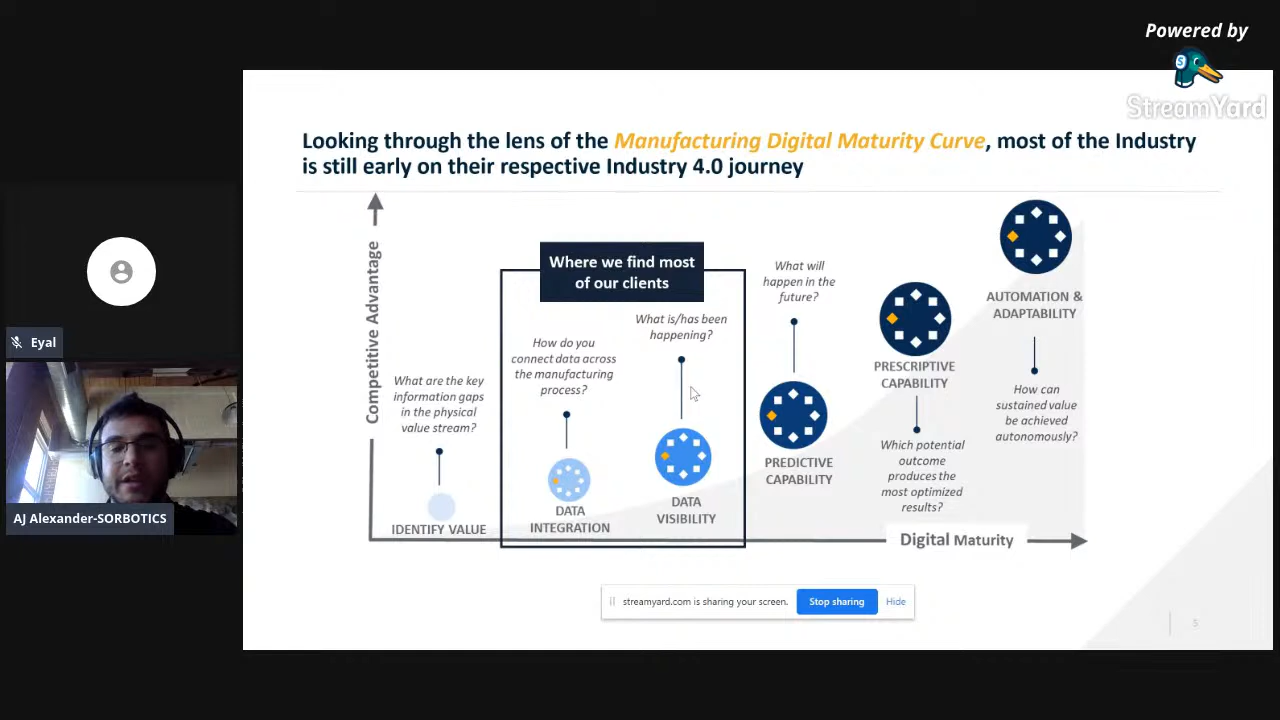 Powered by
StreamYard
Looking through the lens of the Manufacturing Digital Maturity Curve, most of the Industry
is still early on their respective Industry 4.0 journey
Competitive Advantage
Where we find most
of our clients
What are the key
information gaps
in the physical
value stream?
IDENTIFY VALUE
How do you
connect data across
the manufacturing
process?
DATA
INTEGRATION
What is/has been
happening?
DATA
VISIBILITY
What will
happen in the
future?
PREDICTIVE
CAPABILITY
PRESCRIPTIVE
CAPABILITY
Which potential
outcome
produces the
most optimized
results?
AUTOMATION &
ADAPTABILITY
How can
sustained value
be achieved
autonomously?
Digital Maturity
Eyal
AJ Alexander-SORBOTICS
streamyard.com is sharing your screen.
Stop sharing
Hide
5